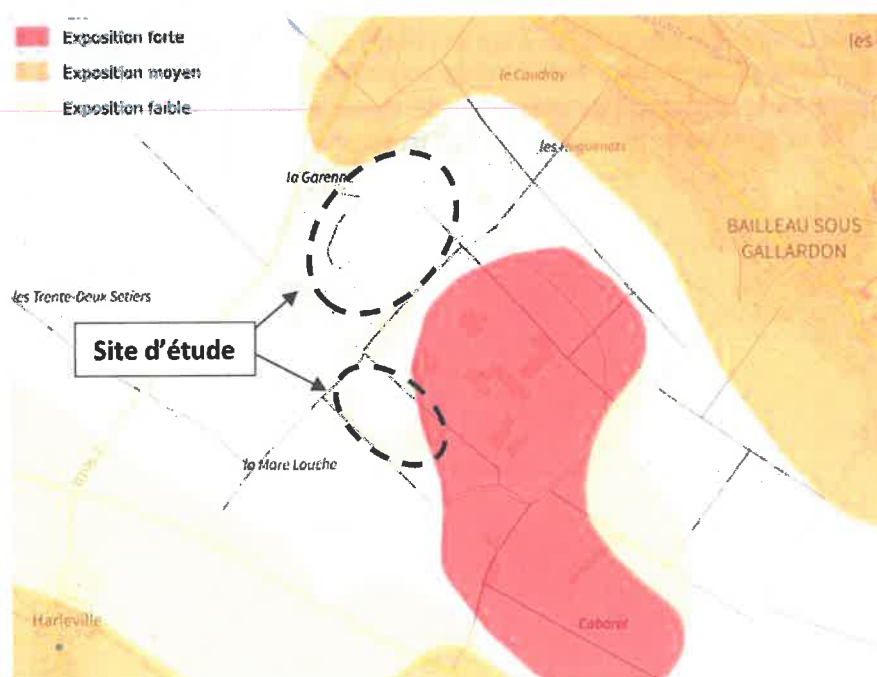 Exposition forte
Exposition moyen
Exposition faible
les
le Coudray
la Garenne
BAILLEAU SOUS
GALLARDON
les Trente-Deux Setiers
Site d'étude
la Mare Louche
Harleville
Cabarel